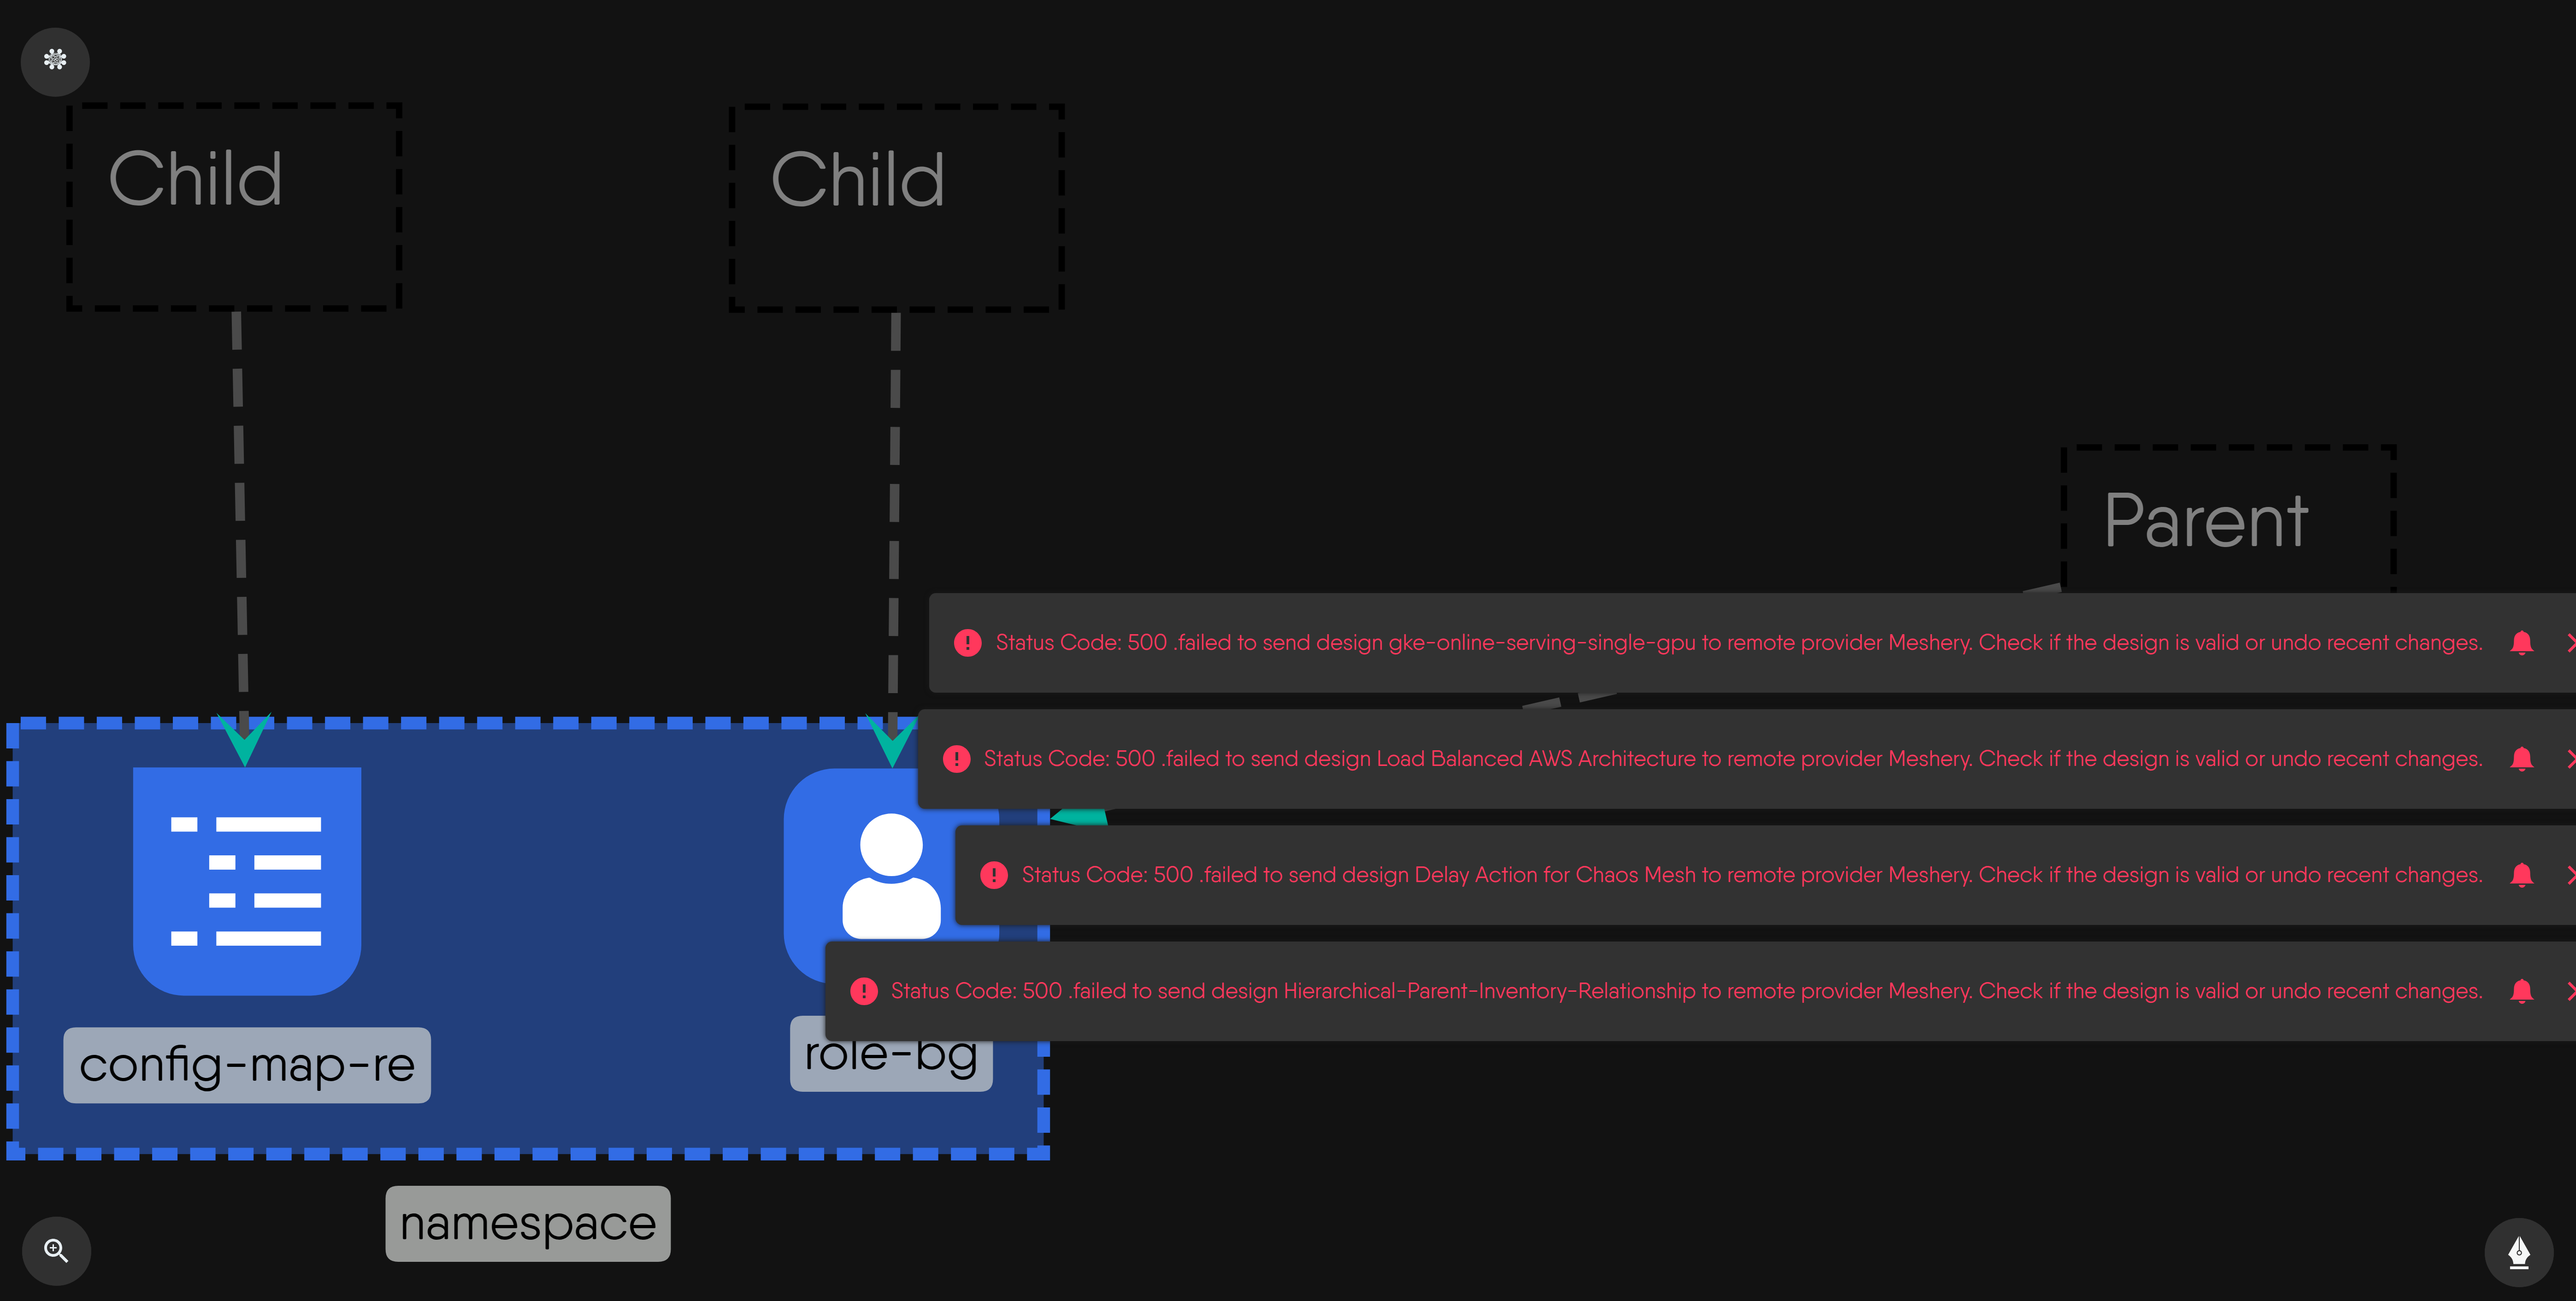 Child
Child
Parent
Status Code: 500 .failed to send design gke-online-serving-single-gpu to remote provider Meshery. Check if the design is valid or undo recent changes.
Status Code: 500 .failed to send design Load Balanced AWS Architecture to remote provider Meshery. Check if the design is valid or undo recent changes.
Status Code: 500 .failed to send design Delay Action for Chaos Mesh to remote provider Meshery. Check if the design is valid or undo recent changes.
Status Code: 500 .failed to send design Hierarchical-Parent-Inventory-Relationship to remote provider Meshery. Check if the design is valid or undo recent changes.
config-map-re
role-bg
namespace